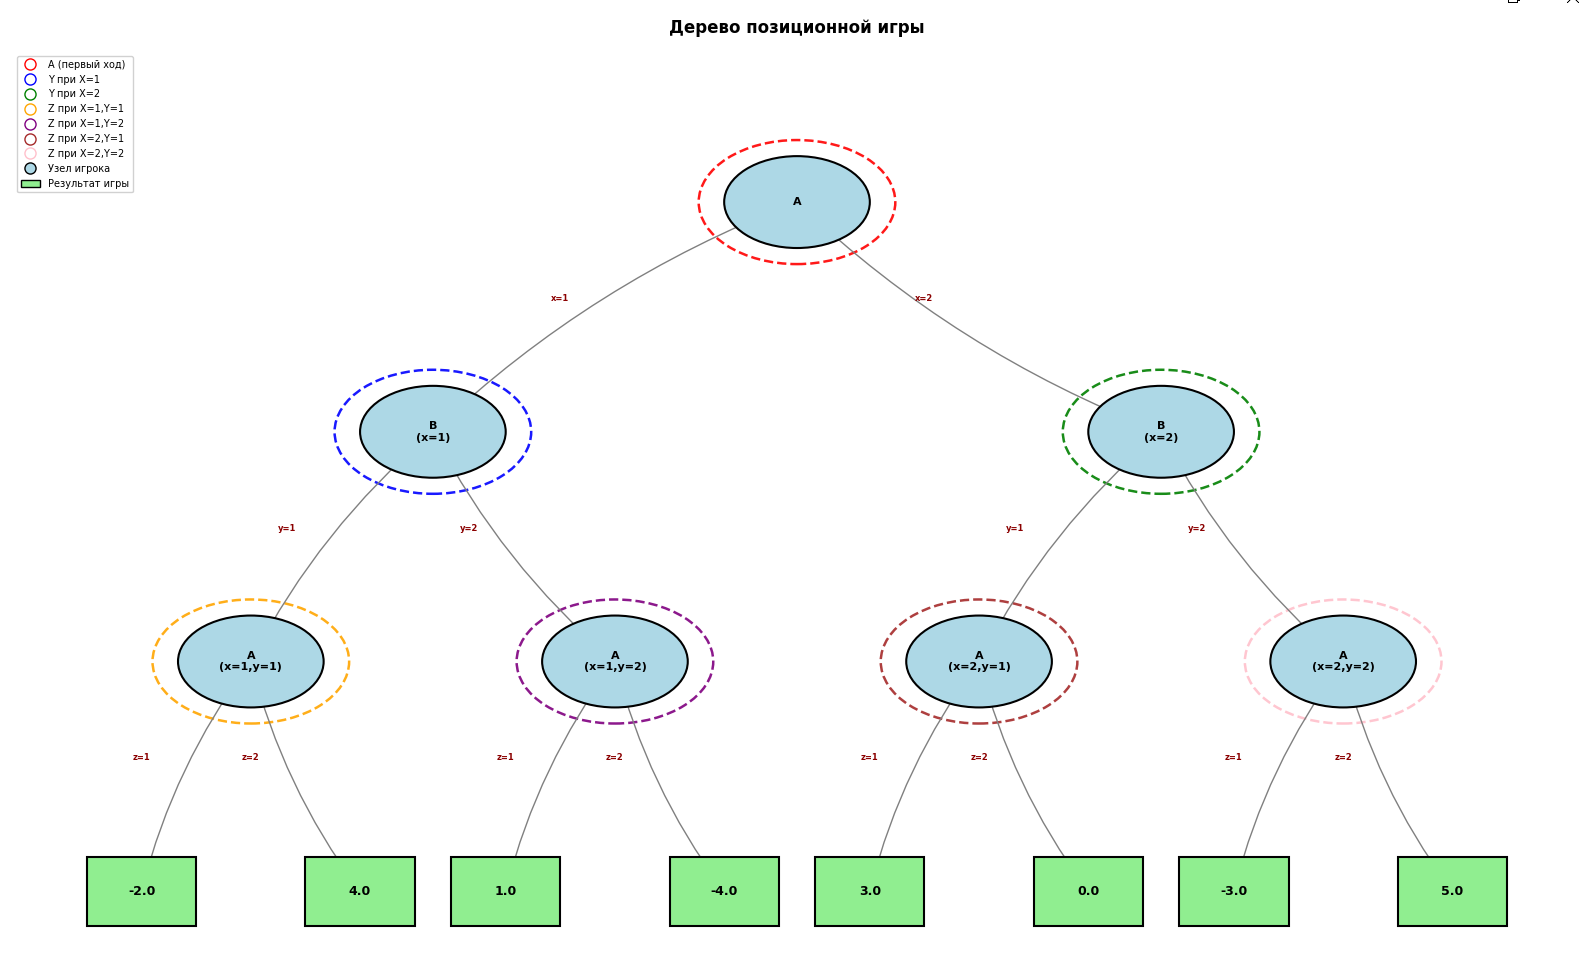 Дерево позиционной игры
A (первый ход)
Y при X=1
Y при X=2
Z при X=1,Y=1
Z при X=1,Y=2
Z при X=2,Y=1
Z при X=2,Y=2
Узел игрока
Результат игры
A
x=1
x=2
B
(x=1)
B
(x=2)
y=1
y=2
y=1
y=2
A
(x=1,y=1)
A
(x=1,y=2)
A
(x=2,y=1)
A
(x=2,y=2)
z=1
z=2
z=1
z=2
z=1
z=2
z=1
z=2
-2.0
4.0
1.0
-4.0
3.0
0.0
-3.0
5.0